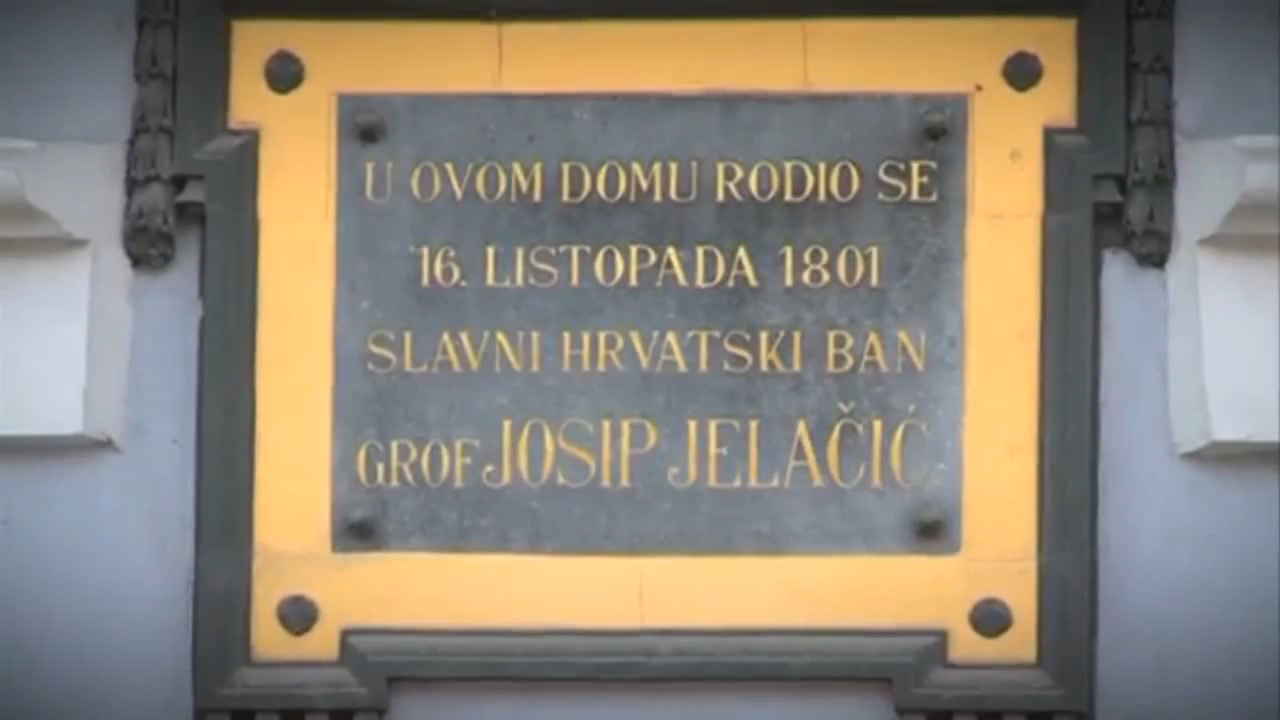 U OVOM DOMU RODIO SE
16. LISTOPADA 1801
SLAVNI HRVATSKI BAN
GROF JOSIP JELAČIĆ.